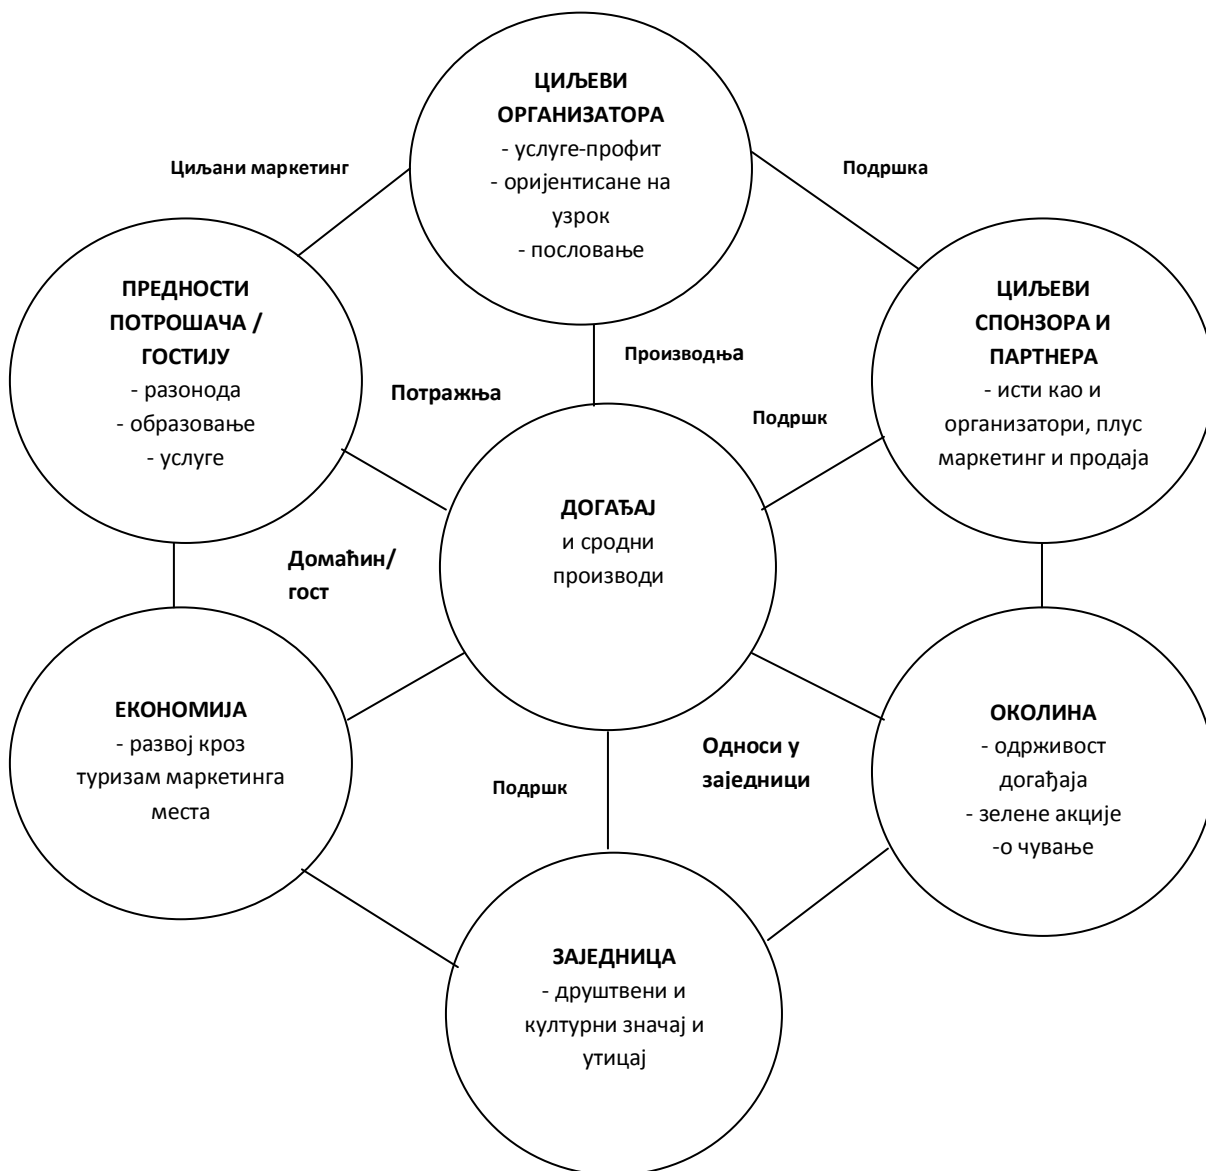 ЦИЉЕВИ
ОРГАНИЗАТОРА
- услуге-профит
- оријентисане на
узрок
- пословање
Циљани маркетинг
Подршка
ПРЕДНОСТИ
ПОТРОШАЧА /
ГОСТИЈУ
- разонода
- образовање
- услуге
ЦИЉЕВИ
СПОНЗОРА И
ПАРТНЕРА
- исти као и
организатори, плус
маркетинг и продаја
Потражња
Производња
Подршк
ДОГАЂАЈ
и сродни
производи
Домаћин/
гост
ЕКОНОМИЈА
- развој кроз
туризам маркетинга
места
Подршк
Односи у
заједници
ОКОЛИНА
- одрживост
догађаја
- зелене акције
-о чување
ЗАЈЕДНИЦА
- друштвени и
културни значај и
утицај